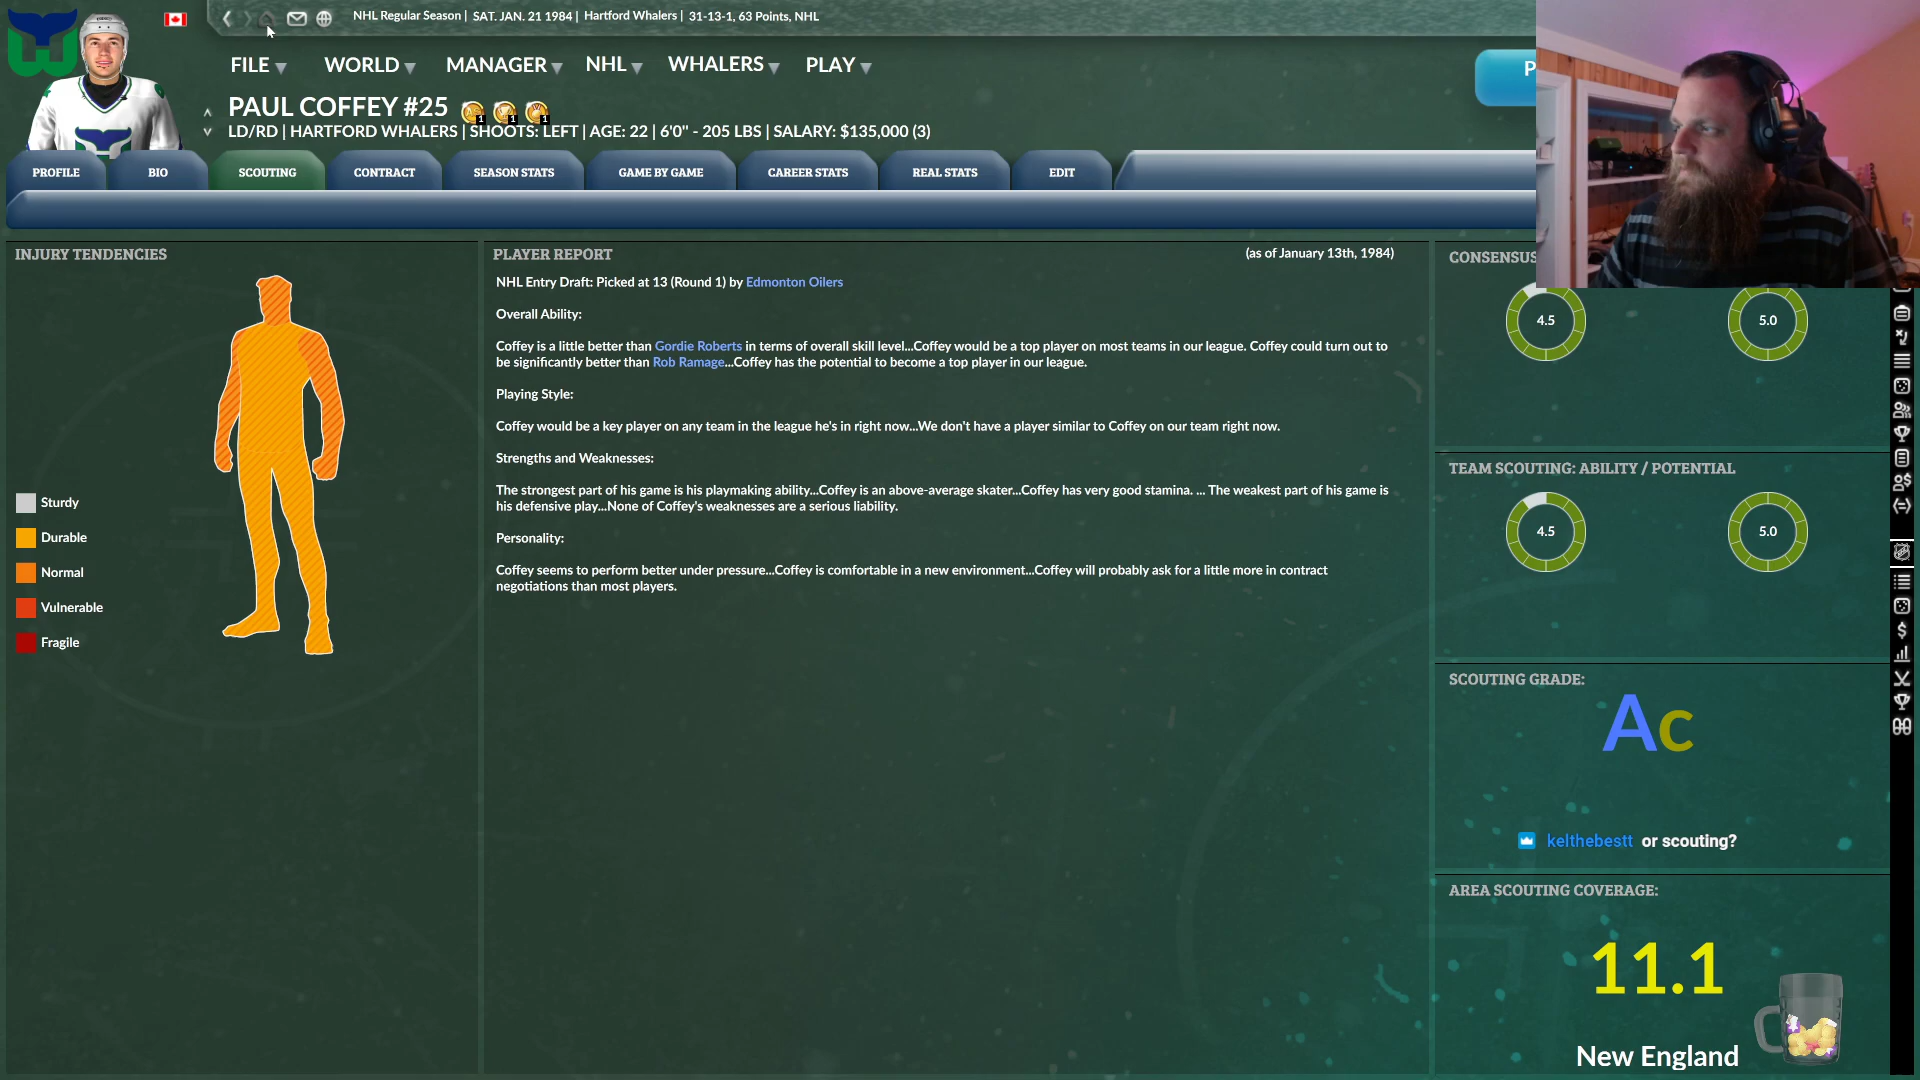 NHL Regular Season | SAT. JAN. 21 1984 | Hartford Whalers | 31-13-1, 63 Points, NHL
FILE WORLD MANAGER NHL WHALERS PLAY
P
PAUL COFFEY #25
1 1 1
LD/RD | HARTFORD WHALERS | SHOOTS: LEFT | AGE: 22 | 6'0" - 205 LBS | SALARY: $135,000 (3)
PROFILE BIO SCOUTING CONTRACT SEASON STATS GAME BY GAME CAREER STATS REAL STATS EDIT
INJURY TENDENCIES
Sturdy
Durable
Normal
Vulnerable
Fragile
PLAYER REPORT
(as of January 13th, 1984)
NHL Entry Draft: Picked at 13 (Round 1) by Edmonton Oilers
Overall Ability:
Coffey is a little better than Gordie Roberts in terms of overall skill level...Coffey would be a top player on most teams in our league. Coffey could turn out to
be significantly better than Rob Ramage...Coffey has the potential to become a top player in our league.
Playing Style:
Coffey would be a key player on any team in the league he's in right now...We don't have a player similar to Coffey on our team right now.
Strengths and Weaknesses:
The strongest part of his game is his playmaking ability...Coffey is an above-average skater...Coffey has very good stamina. ... The weakest part of his game is
his defensive play...None of Coffey's weaknesses are a serious liability.
Personality:
Coffey seems to perform better under pressure...Coffey is comfortable in a new environment...Coffey will probably ask for a little more in contract
negotiations than most players.
CONSENSUS
4.5 5.0
TEAM SCOUTING: ABILITY / POTENTIAL
4.5 5.0
SCOUTING GRADE:
Ac
kelthebestt or scouting?
AREA SCOUTING COVERAGE:
11.1
New England